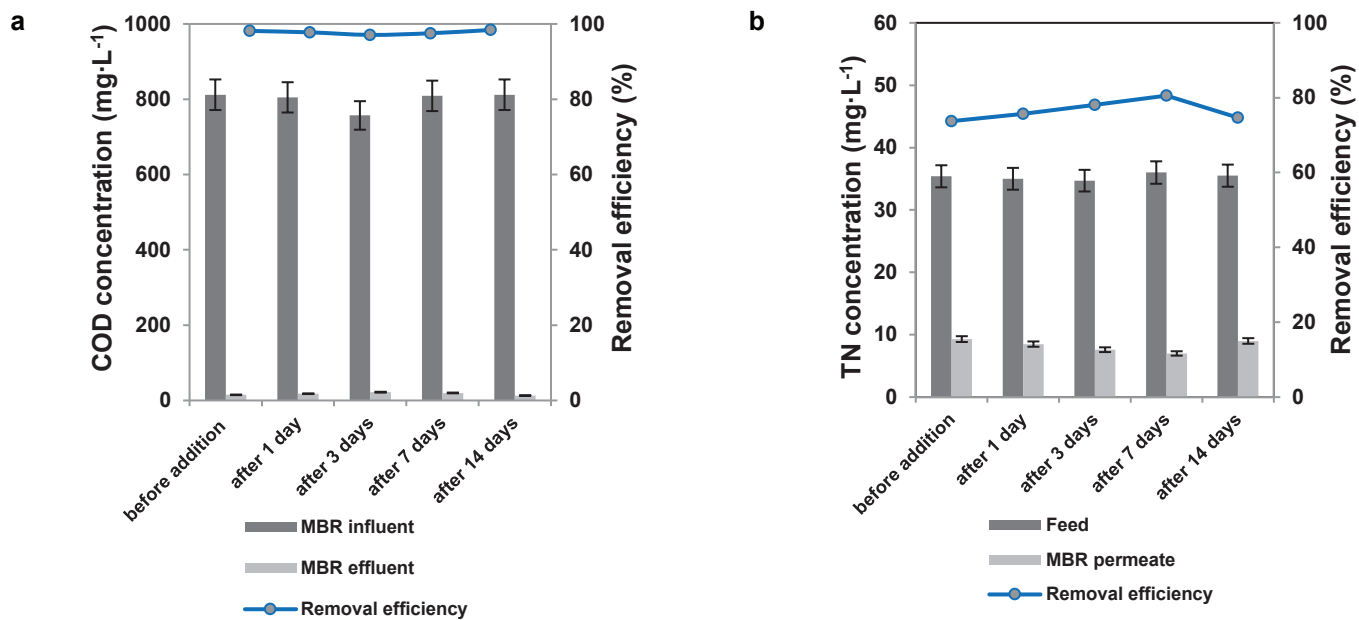 a
COD concentration (mg·L-1)
1000
800
600
400
200
0
100
80
60
40
20
0
Removal efficiency (%)
before addition
after 1 day
after 3 days
after 7 days
after 14 days
MBR influent
MBR effluent
Removal efficiency
b
TN concentration (mg·L-1)
60
50
40
30
20
10
0
100
80
60
40
20
0
Removal efficiency (%)
before addition
after 1 day
after 3 days
after 7 days
after 14 days
Feed
MBR permeate
Removal efficiency